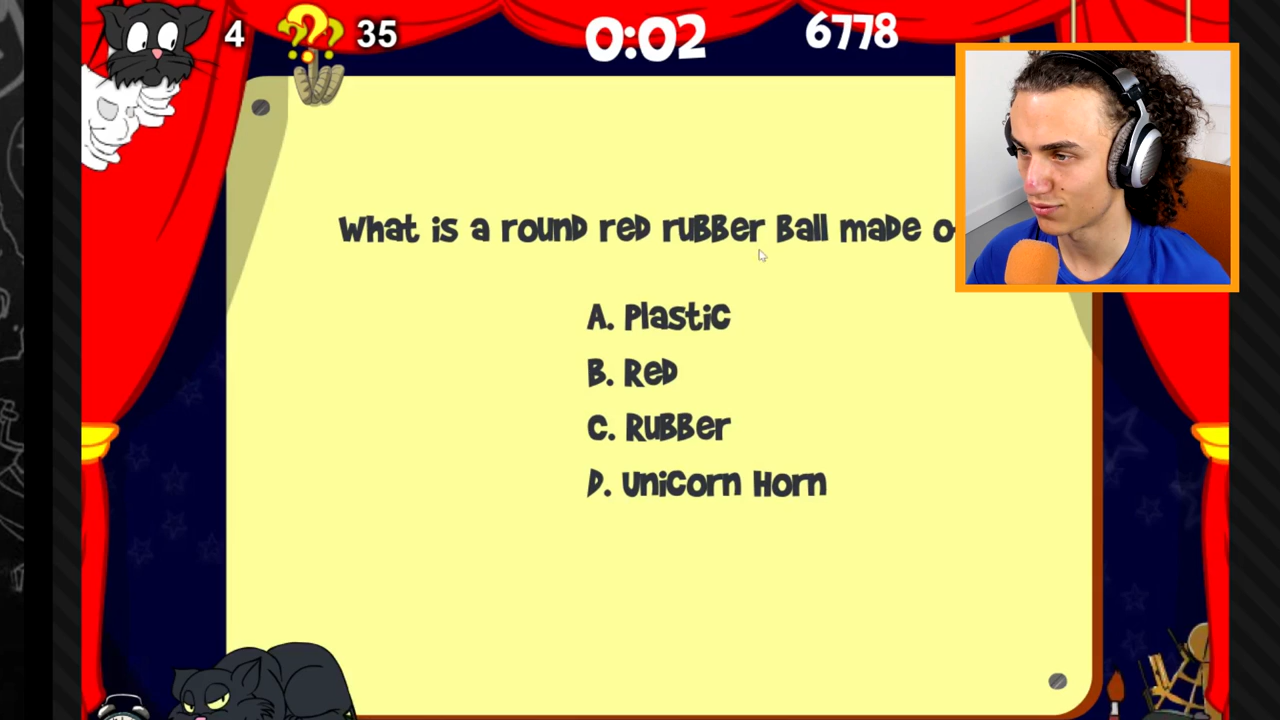 4 ??? 35 0:02 6778
What is a round red rubber ball made
A. Plastic
B. Red
C. Rubber
D. Unicorn Horn